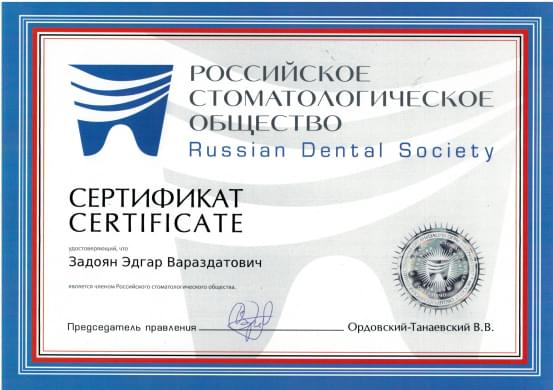 РОССИЙСКОЕ
СТОМАТОЛОГИЧЕСКОЕ
ОБЩЕСТВО
Russian Dental Society
СЕРТИФИКАТ
CERTIFICATE
удостоверяющий, что
Задоян Эдгар Вараздатович
является членом Российского стоматологического общества.
Председатель правления Ордовский-Танаевский В.В.